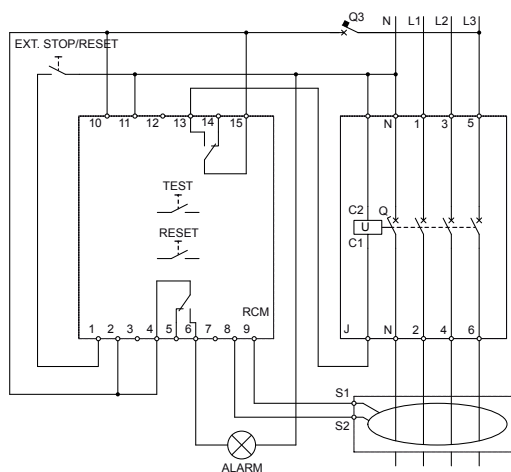 Q3 N L1 L2 L3
EXT. STOP/RESET
10 11 12 13 14 15 N 1 3 5
TEST
C2 Q
U
C1
RESET
RCM
1 2 3 4 5 6 7 8 9 J N 2 4 6
S1
S2
ALARM